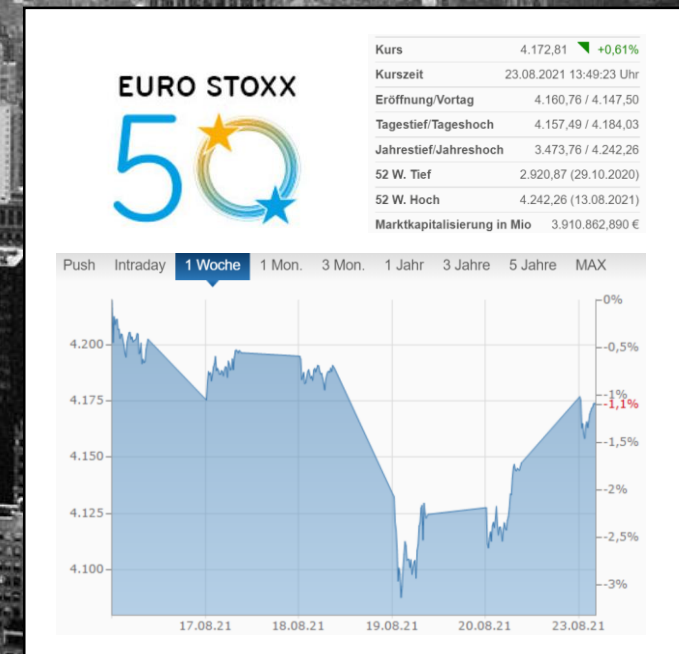 EURO STOXX
50
Kurs 4.172,81 +0,61%
Kurszeit 23.08.2021 13:49:23 Uhr
Eröffnung/Vortag 4.160,76 / 4.147,50
Tagestief/Tageshoch 4.157,49 / 4.184,03
Jahrestief/Jahreshoch 3.473,76 / 4.242,26
52 W. Tief 2.920,87 (29.10.2020)
52 W. Hoch 4.242,26 (13.08.2021)
Marktkapitalisierung in Mio 3.910.862,890 €
Push Intraday 1 Woche 1 Mon. 3 Mon. 1 Jahr 3 Jahre 5 Jahre MAX
0%
4.200 -0,5%
4.175 -1%
-1,1%
-1,5%
4.150
-2%
4.125
-2,5%
4.100
-3%
17.08.21 18.08.21 19.08.21 20.08.21 23.08.21